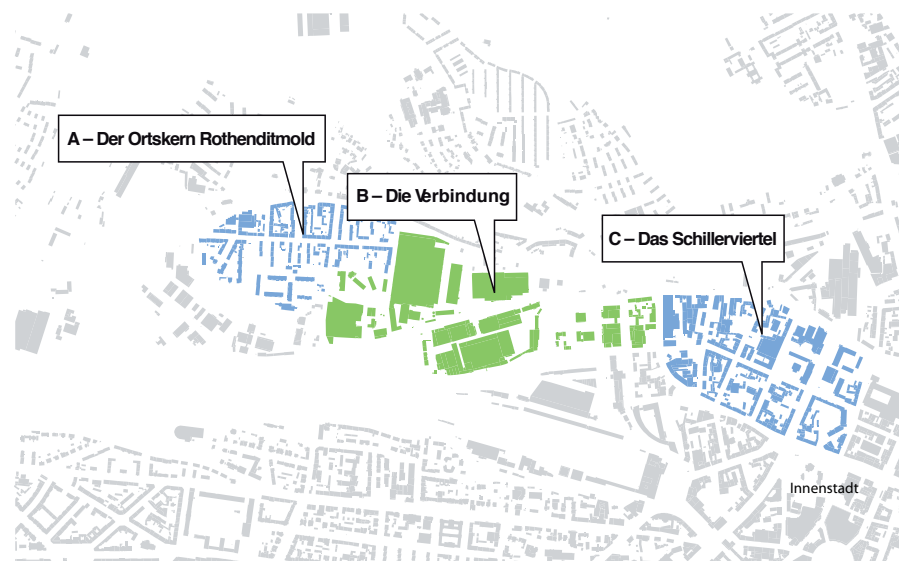 A – Der Ortskern Rothenditmold
B – Die Verbindung
C – Das Schillerviertel
Innenstadt